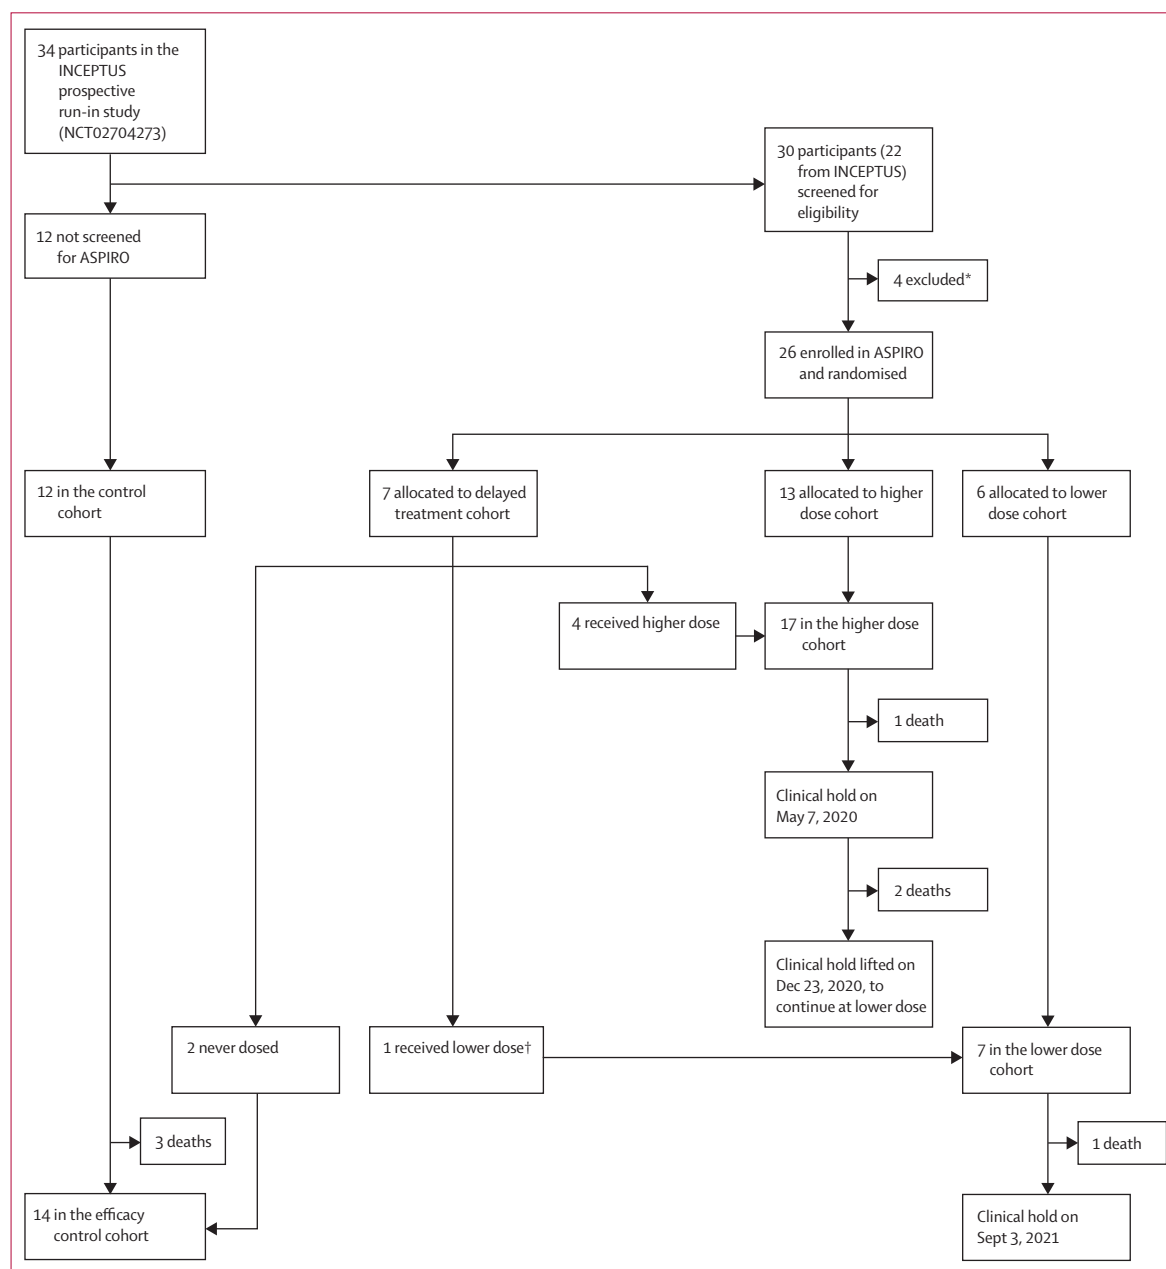 34 participants in the
INCEPTUS
prospective
run-in study
(NCT02704273)
30 participants (22
from INCEPTUS)
screened for
eligibility
12 not screened
for ASPIRO
4 excluded*
26 enrolled in ASPIRO
and randomised
12 in the control
cohort
7 allocated to delayed
treatment cohort
13 allocated to higher
dose cohort
6 allocated to lower
dose cohort
4 received higher dose
17 in the higher dose
cohort
1 death
Clinical hold on
May 7, 2020
2 deaths
Clinical hold lifted on
Dec 23, 2020, to
continue at lower dose
2 never dosed
1 received lower dose†
7 in the lower dose
cohort
3 deaths
1 death
14 in the efficacy
control cohort
Clinical hold on
Sept 3, 2021